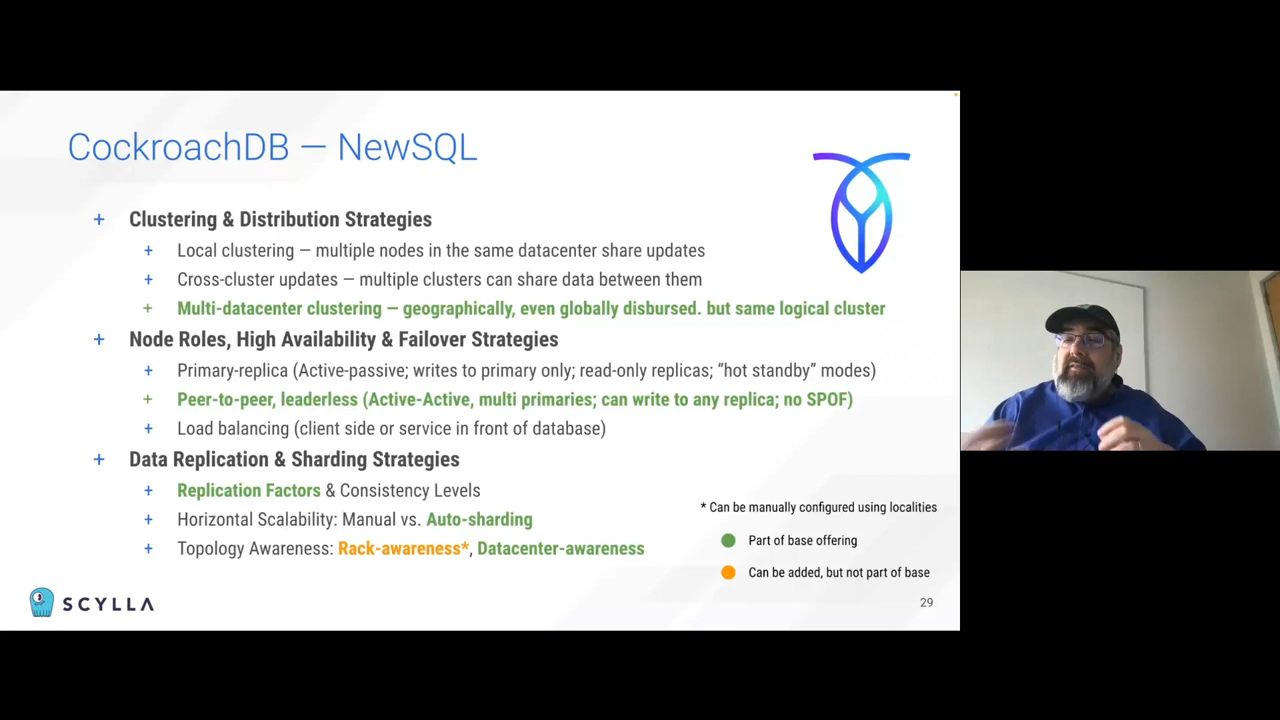 CockroachDB — NewSQL
+ Clustering & Distribution Strategies
+ Local clustering — multiple nodes in the same datacenter share updates
+ Cross-cluster updates — multiple clusters can share data between them
+ Multi-datacenter clustering — geographically, even globally disbursed. but same logical cluster
+ Node Roles, High Availability & Failover Strategies
+ Primary-replica (Active-passive; writes to primary only; read-only replicas; “hot standby” modes)
+ Peer-to-peer, leaderless (Active-Active, multi primaries; can write to any replica; no SPOF)
+ Load balancing (client side or service in front of database)
+ Data Replication & Sharding Strategies
+ Replication Factors & Consistency Levels
+ Horizontal Scalability: Manual vs. Auto-sharding
+ Topology Awareness: Rack-awareness*, Datacenter-awareness
* Can be manually configured using localities
Part of base offering
Can be added, but not part of base
SCYLLA
29